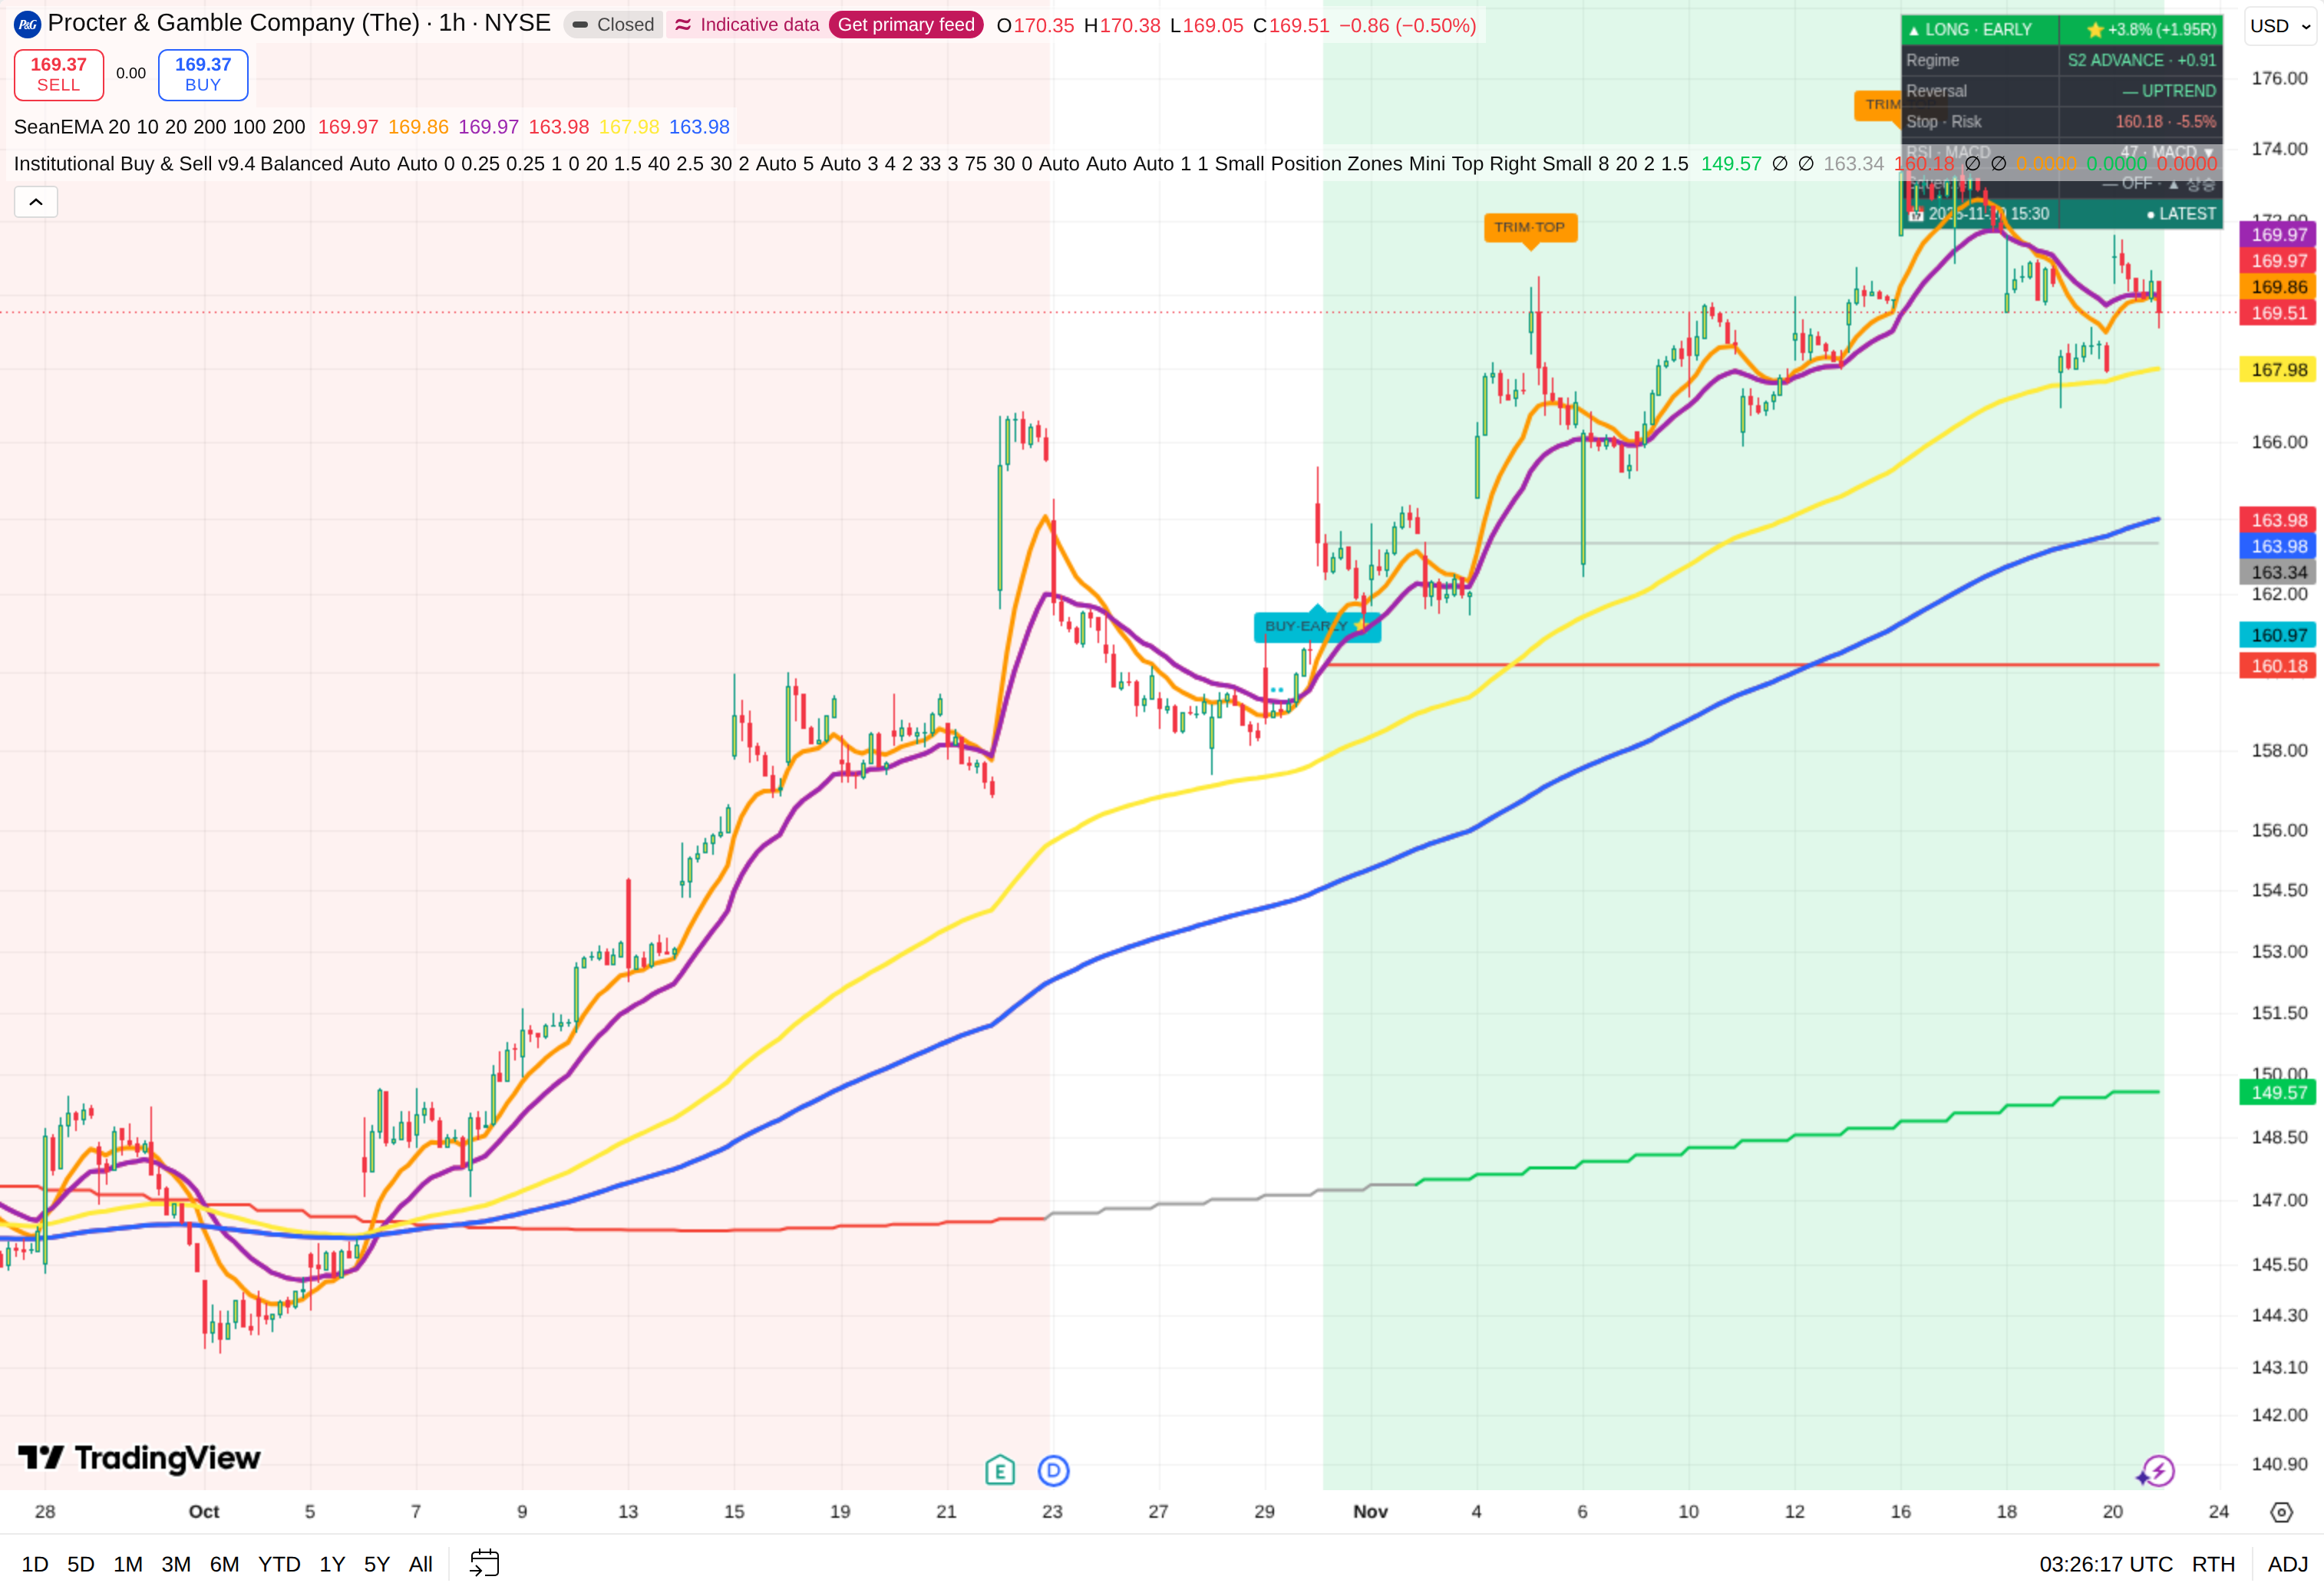 P&G Procter & Gamble Company (The) · 1h · NYSE Closed Indicative data Get primary feed O170.35 H170.38 L169.05 C169.51 −0.86 (−0.50%)
USD
169.37 SELL 0.00 169.37 BUY
SeanEMA 20 10 20 200 100 200 169.97 169.86 169.97 163.98 167.98 163.98
Institutional Buy & Sell v9.4 Balanced Auto Auto 0 0.25 0.25 1 0 20 1.5 40 2.5 30 2 Auto 5 Auto 3 4 2 33 3 75 30 0 Auto Auto Auto 1 1 Small Position Zones Mini Top Right Small 8 20 2 1.5 149.57 ∅ ∅ 163.34 160.18 ∅ ∅ 0.0000 0.0000 0.0000
▲ LONG · EARLY ⭐ +3.8% (+1.95R)
Regime S2 ADVANCE · +0.91
Reversal — UPTREND
Stop · Risk 160.18 · -5.5%
RSI · MACD 47 · MACD ▼
— OFF · ▲ 상승
15:30 ● LATEST
TRIM-TOP
BUY-EARLY ⭐
176.00
174.00
172.00
169.97
169.97
169.86
169.51
167.98
166.00
163.98
163.98
163.34
162.00
160.97
160.18
158.00
156.00
154.50
153.00
151.50
150.00
149.57
148.50
147.00
145.50
144.30
143.10
142.00
140.90
TradingView
E D
28 Oct 5 7 9 13 15 19 21 23 27 29 Nov 4 6 10 12 16 18 20 24
1D 5D 1M 3M 6M YTD 1Y 5Y All
03:26:17 UTC RTH ADJ